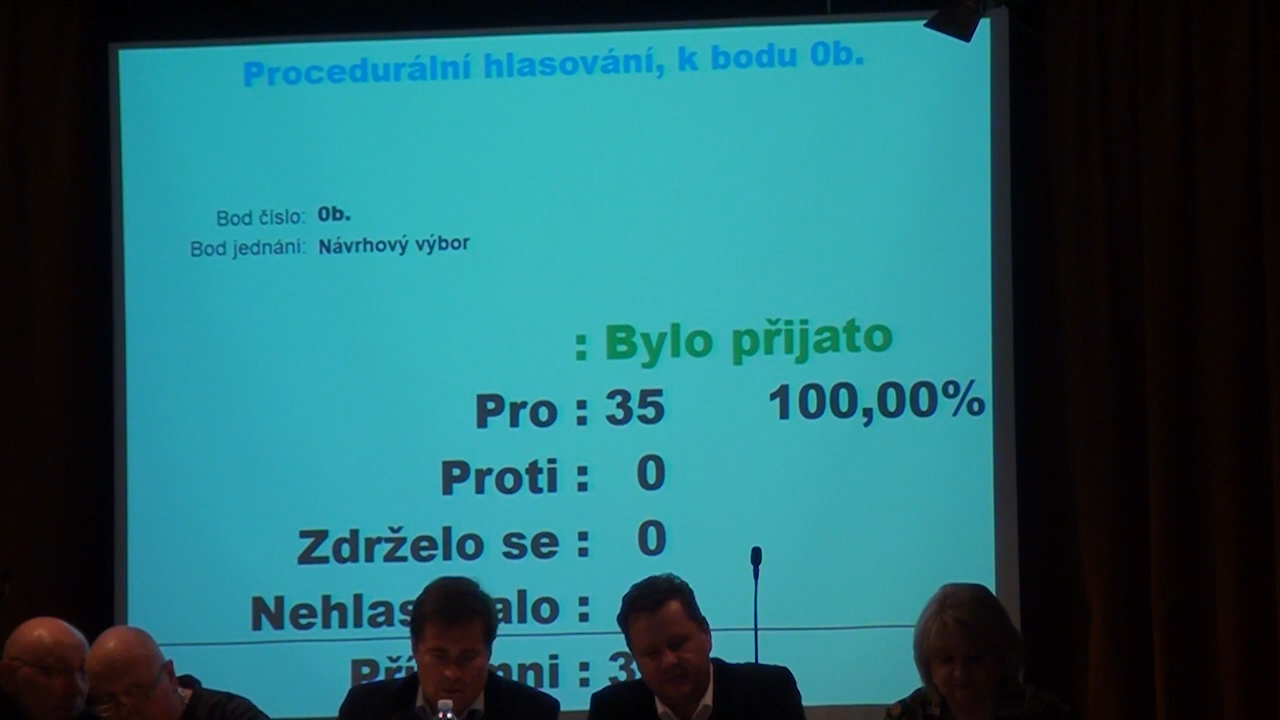 Procedurální hlasování, k bodu 0b.
Bod číslo: 0b.
Bod jednání: Návrhový výbor
: Bylo přijato
Pro : 35 100,00%
Proti : 0
Zdrželo se : 0
:
: